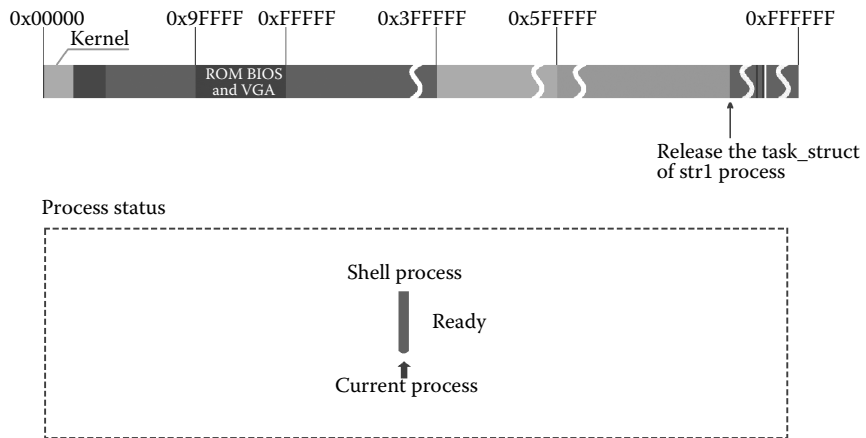 0x00000 0x9FFFF 0xFFFFF 0x3FFFFF 0x5FFFFF 0xFFFFFF
Kernel
ROM BIOS
and VGA
Release the task_struct
of str1 process
Process status
Shell process
Ready
Current process